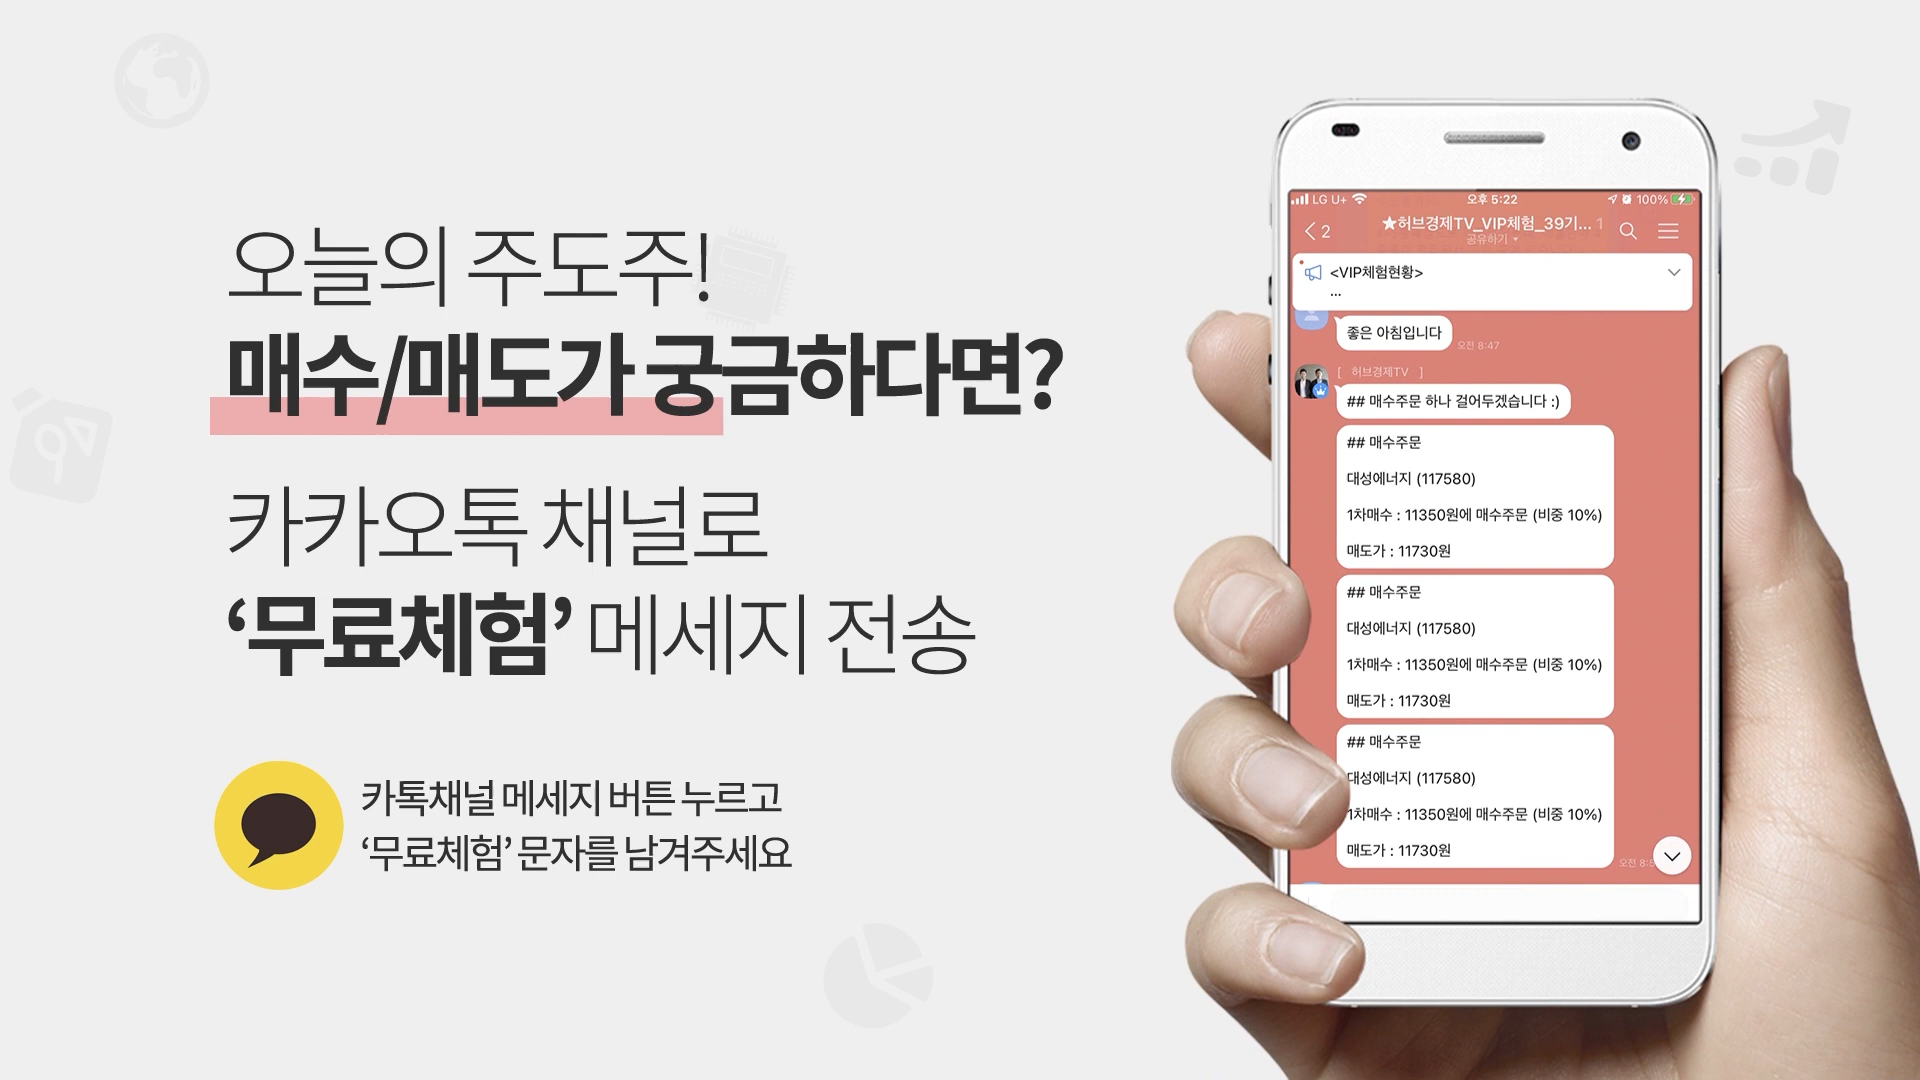 오늘의 주도주!
매수/매도가 궁금하다면?
카카오톡 채널로
‘무료체험’ 메세지 전송
카톡채널 메세지 버튼 누르고
‘무료체험’ 문자를 남겨주세요
LG U+ 오후 5:22 100%
2 ★허브경제TV_VIP체험_39기... 1
공유하기
<VIP체험현황>
...
좋은 아침입니다
오전 8:47
[ 허브경제TV ]
## 매수주문 하나 걸어두겠습니다 :)
## 매수주문
대성에너지 (117580)
1차매수 : 11350원에 매수주문 (비중 10%)
매도가 : 11730원
## 매수주문
대성에너지 (117580)
1차매수 : 11350원에 매수주문 (비중 10%)
매도가 : 11730원
## 매수주문
대성에너지 (117580)
1차매수 : 11350원에 매수주문 (비중 10%)
매도가 : 11730원
오전